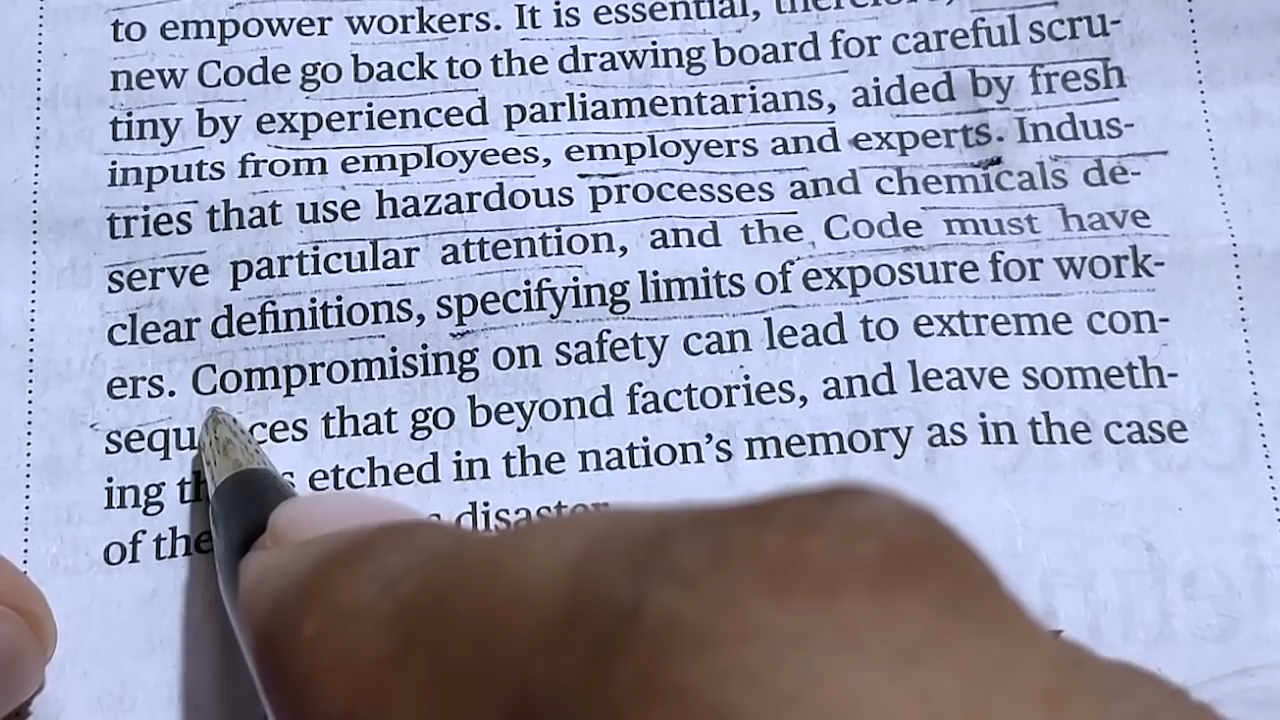 to empower workers. It is essential,
new Code go back to the drawing board for careful scru-
tiny by experienced parliamentarians, aided by fresh
inputs from employees, employers and experts. Indus-
tries that use hazardous processes and chemicals de-
serve particular attention, and the Code must have
clear definitions, specifying limits of exposure for work-
ers. Compromising on safety can lead to extreme con-
sequences that go beyond factories, and leave someth-
ing etched in the nation's memory as in the case
of the disaster